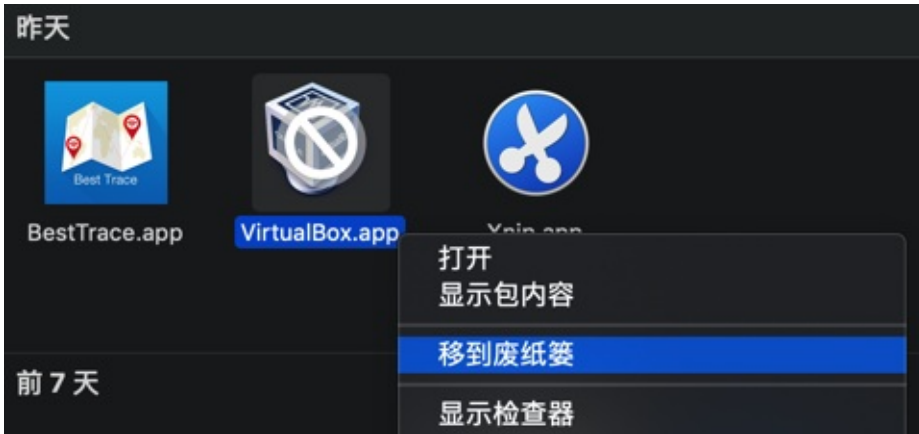 昨天
Best Trace
BestTrace.app
VirtualBox.app
打开
显示包内容
移到废纸篓
前 7 天
显示检查器